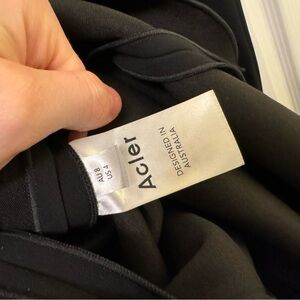 Acler
DESIGNED IN
AUSTRALIA
AU 8
US 4